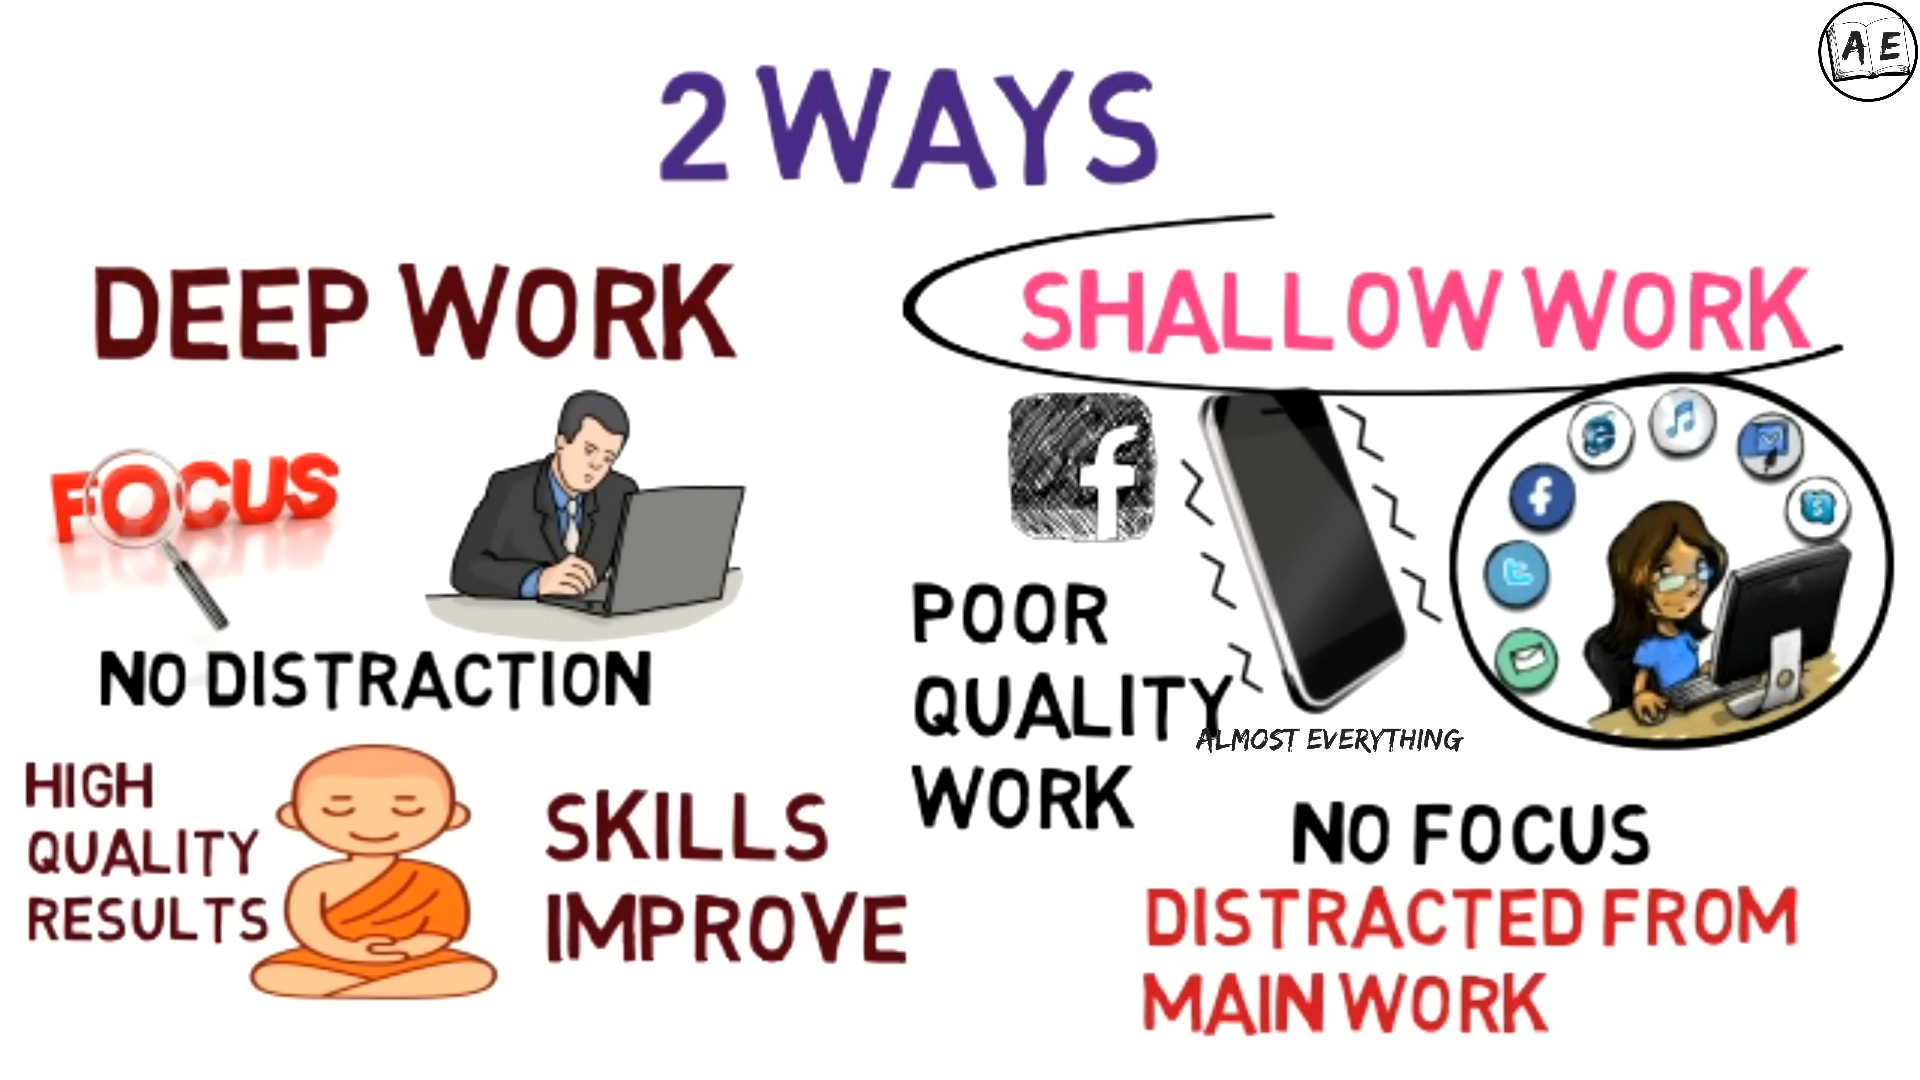 A E
2 WAYS
DEEP WORK
FOCUS
NO DISTRACTION
HIGH
QUALITY
RESULTS
SKILLS
IMPROVE
SHALLOW WORK
f
f
e
t
S
POOR
QUALITY
WORK
ALMOST EVERYTHING
NO FOCUS
DISTRACTED FROM
MAIN WORK